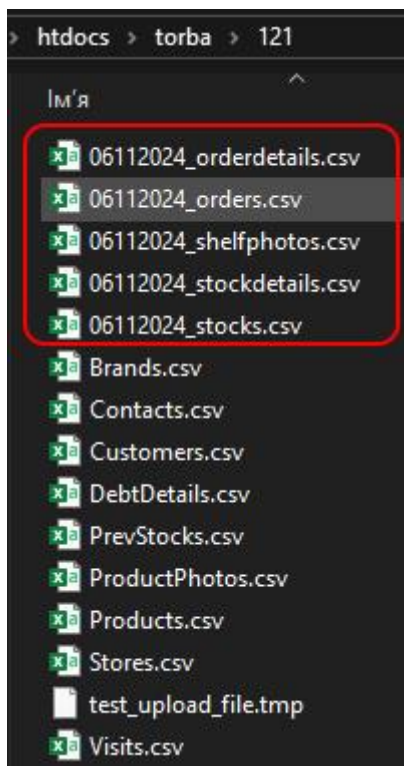 htdocs > torba > 121
Ім'я
06112024_orderdetails.csv
06112024_orders.csv
06112024_shelfphotos.csv
06112024_stockdetails.csv
06112024_stocks.csv
Brands.csv
Contacts.csv
Customers.csv
DebtDetails.csv
PrevStocks.csv
ProductPhotos.csv
Products.csv
Stores.csv
test_upload_file.tmp
Visits.csv